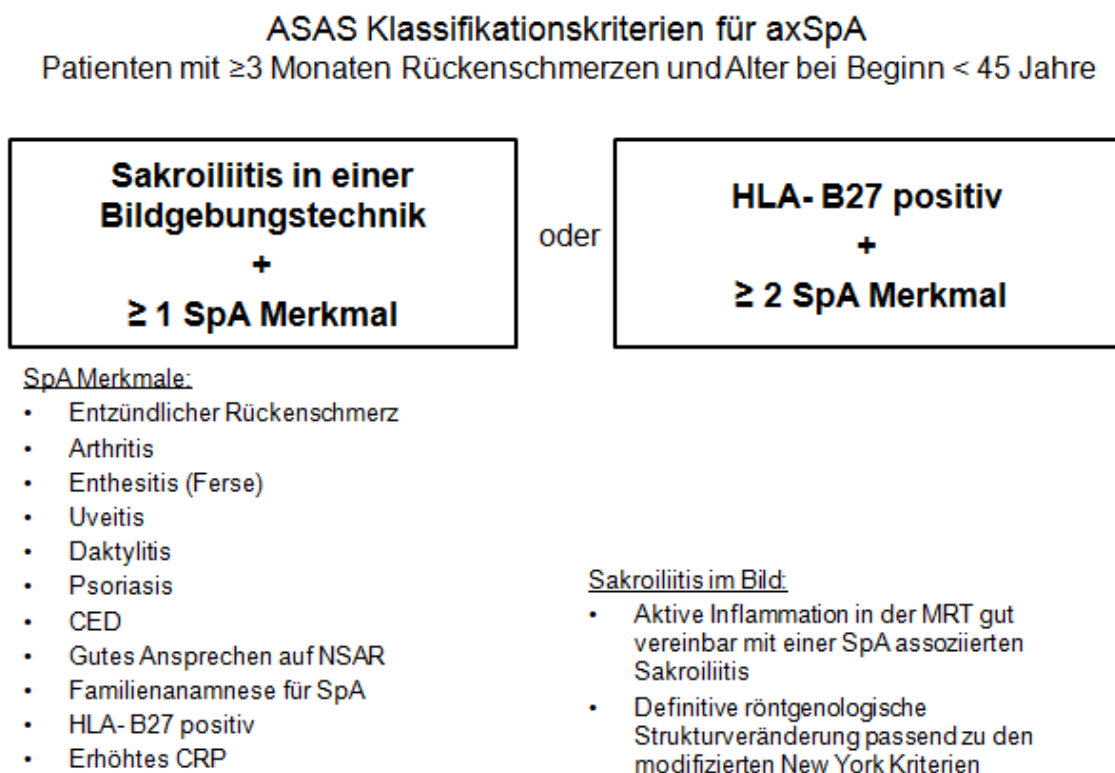 ASAS Klassifikationskriterien für axSpA
Patienten mit ≥3 Monaten Rückenschmerzen und Alter bei Beginn < 45 Jahre
Sakroiliitis in einer
Bildgebungstechnik
+
≥ 1 SpA Merkmal
oder
HLA- B27 positiv
+
≥ 2 SpA Merkmal
SpA Merkmale:
• Entzündlicher Rückenschmerz
• Arthritis
• Enthesitis (Ferse)
• Uveitis
• Daktylitis
• Psoriasis
• CED
• Gutes Ansprechen auf NSAR
• Familienanamnese für SpA
• HLA- B27 positiv
• Erhöhtes CRP
Sakroiliitis im Bild:
• Aktive Inflammation in der MRT gut
vereinbar mit einer SpA assoziierten
Sakroiliitis
• Definitive röntgenologische
Strukturveränderung passend zu den
modifizierten New York Kriterien